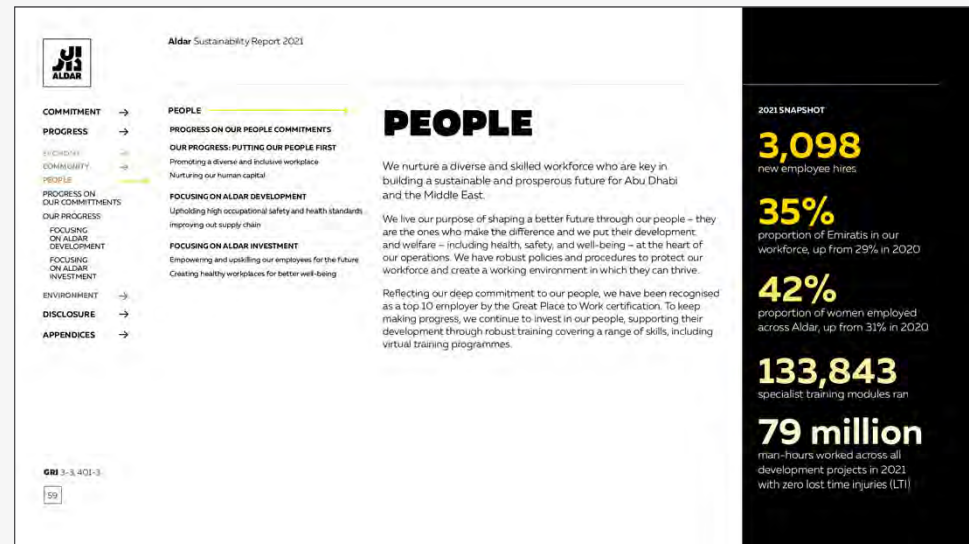 Aldar Sustainability Report 2021
ALDAR
COMMITMENT →
PROGRESS →
ECONOMY →
COMMUNITY →
PEOPLE
PROGRESS ON
OUR COMMITTMENTS
OUR PROGRESS
FOCUSING
ON ALDAR
DEVELOPMENT
FOCUSING
ON ALDAR
INVESTMENT
ENVIRONMENT →
DISCLOSURE →
APPENDICES →
GRI 3-3, 401-3
59
PEOPLE
PROGRESS ON OUR PEOPLE COMMITMENTS
OUR PROGRESS: PUTTING OUR PEOPLE FIRST
Promoting a diverse and inclusive workplace
Nurturing our human capital
FOCUSING ON ALDAR DEVELOPMENT
Upholding high occupational safety and health standards
improving out supply chain
FOCUSING ON ALDAR INVESTMENT
Empowering and upskilling our employees for the future
Creating healthy workplaces for better well-being
PEOPLE
We nurture a diverse and skilled workforce who are key in
building a sustainable and prosperous future for Abu Dhabi
and the Middle East.
We live our purpose of shaping a better future through our people – they
are the ones who make the difference and we put their development
and welfare – including health, safety, and well-being – at the heart of
our operations. We have robust policies and procedures to protect our
workforce and create a working environment in which they can thrive.
Reflecting our deep commitment to our people, we have been recognised
as a top 10 employer by the Great Place to Work certification. To keep
making progress, we continue to invest in our people, supporting their
development through robust training covering a range of skills, including
virtual training programmes.
2021 SNAPSHOT
3,098
new employee hires
35%
proportion of Emiratis in our
workforce, up from 29% in 2020
42%
proportion of women employed
across Aldar, up from 31% in 2020
133,843
specialist training modules ran
79 million
man-hours worked across all
development projects in 2021
with zero lost time injuries (LTI)